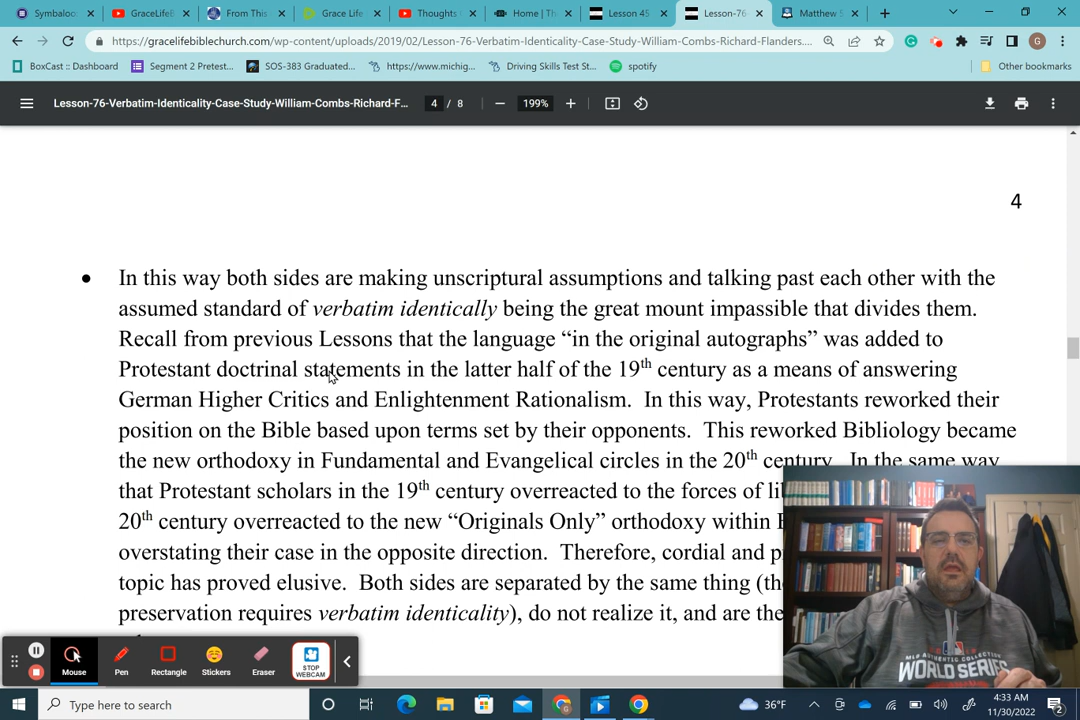 Symbaloo
GraceLifeB
From This
Grace Life
Thoughts
Home | Th
Lesson 45
Lesson-76
Matthew 5
https://gracelifebiblechurch.com/wp-content/uploads/2019/02/Lesson-76-Verbatim-Identicality-Case-Study-William-Combs-Richard-Flanders....
G
BoxCast :: Dashboard
Segment 2 Pretest...
SOS-383 Graduated...
https://www.michig...
Driving Skills Test St...
spotify
Other bookmarks
Lesson-76-Verbatim-Identicality-Case-Study-William-Combs-Richard-F...
4 / 8
199%
4
• In this way both sides are making unscriptural assumptions and talking past each other with the
assumed standard of verbatim identically being the great mount impassible that divides them.
Recall from previous Lessons that the language “in the original autographs” was added to
Protestant doctrinal statements in the latter half of the 19th century as a means of answering
German Higher Critics and Enlightenment Rationalism. In this way, Protestants reworked their
position on the Bible based upon terms set by their opponents. This reworked Bibliology became
the new orthodoxy in Fundamental and Evangelical circles in the 20th century. In the same way
that Protestant scholars in the 19th century overreacted to the forces of
20th century overreacted to the new “Originals Only” orthodoxy within
overstating their case in the opposite direction. Therefore, cordial and
topic has proved elusive. Both sides are separated by the same thing
preservation requires verbatim identicality), do not realize it, and are
WORLD SERIES
Mouse
Pen
Rectangle
Stickers
Eraser
STOP
WEBCAM
Type here to search
36°F
4:33 AM
11/30/2022
2